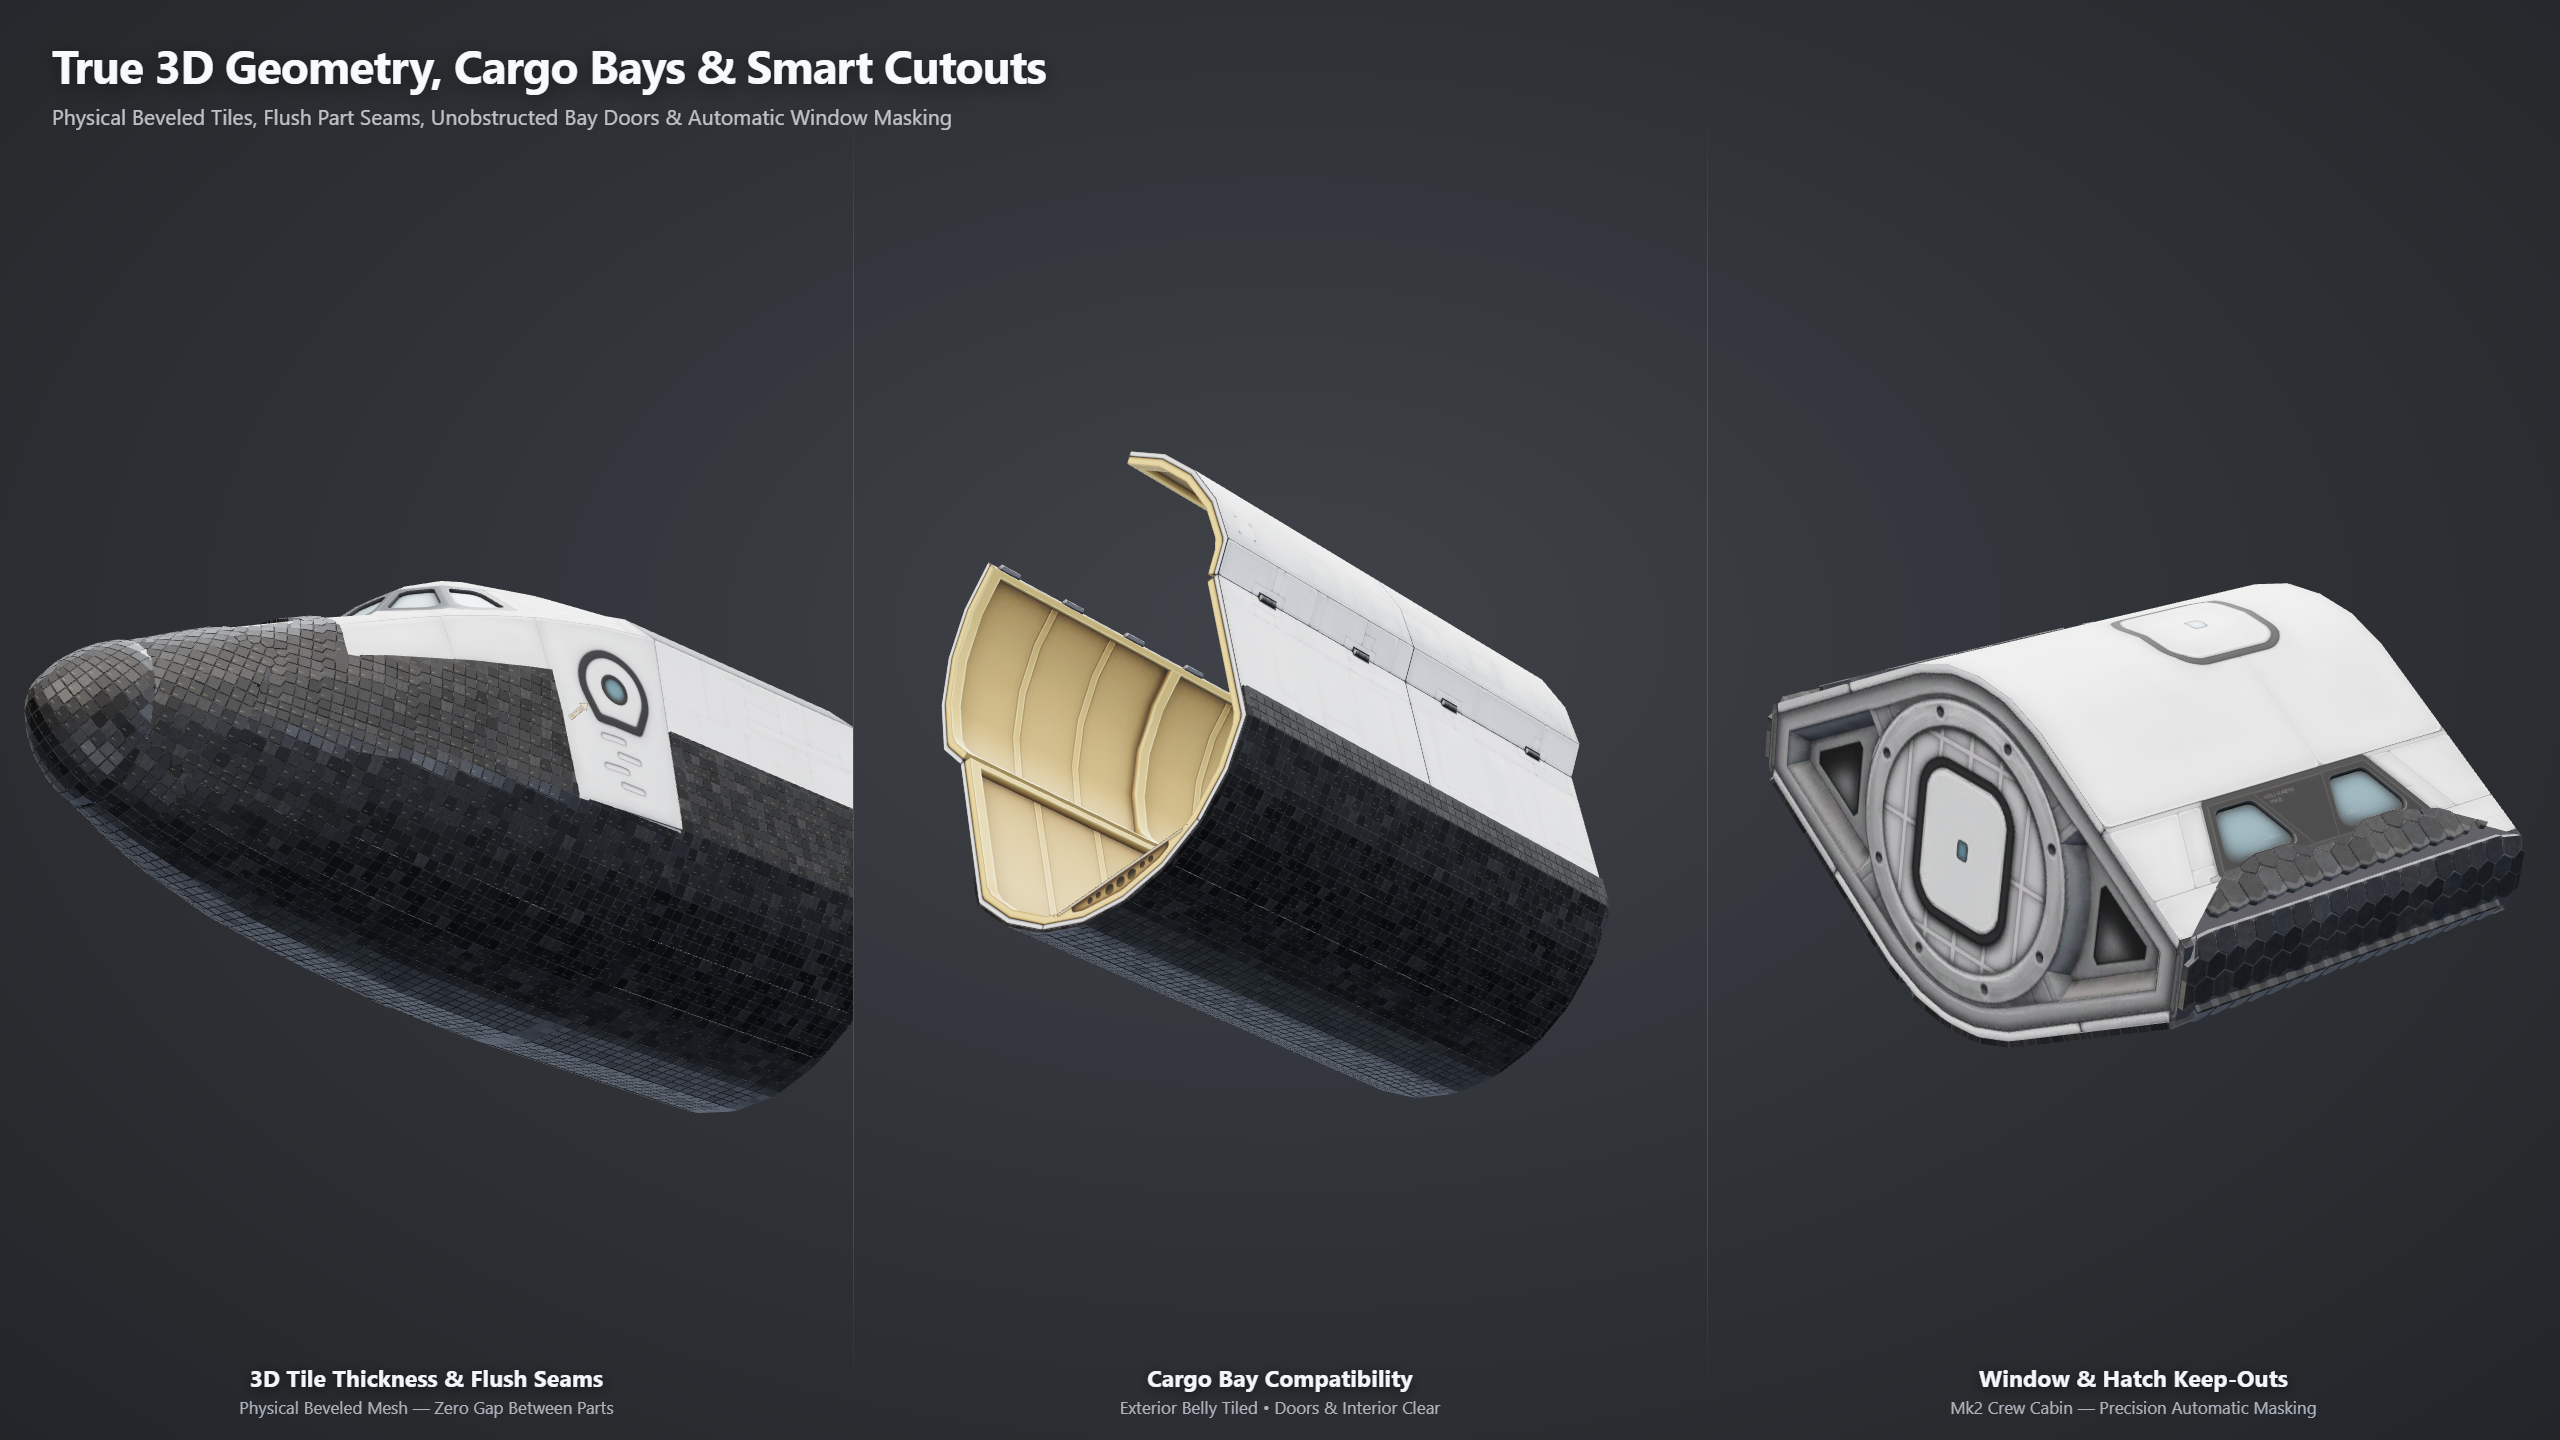 True 3D Geometry, Cargo Bays & Smart Cutouts
Physical Beveled Tiles, Flush Part Seams, Unobstructed Bay Doors & Automatic Window Masking
3D Tile Thickness & Flush Seams
Physical Beveled Mesh — Zero Gap Between Parts
Cargo Bay Compatibility
Exterior Belly Tiled • Doors & Interior Clear
Window & Hatch Keep-Outs
Mk2 Crew Cabin — Precision Automatic Masking